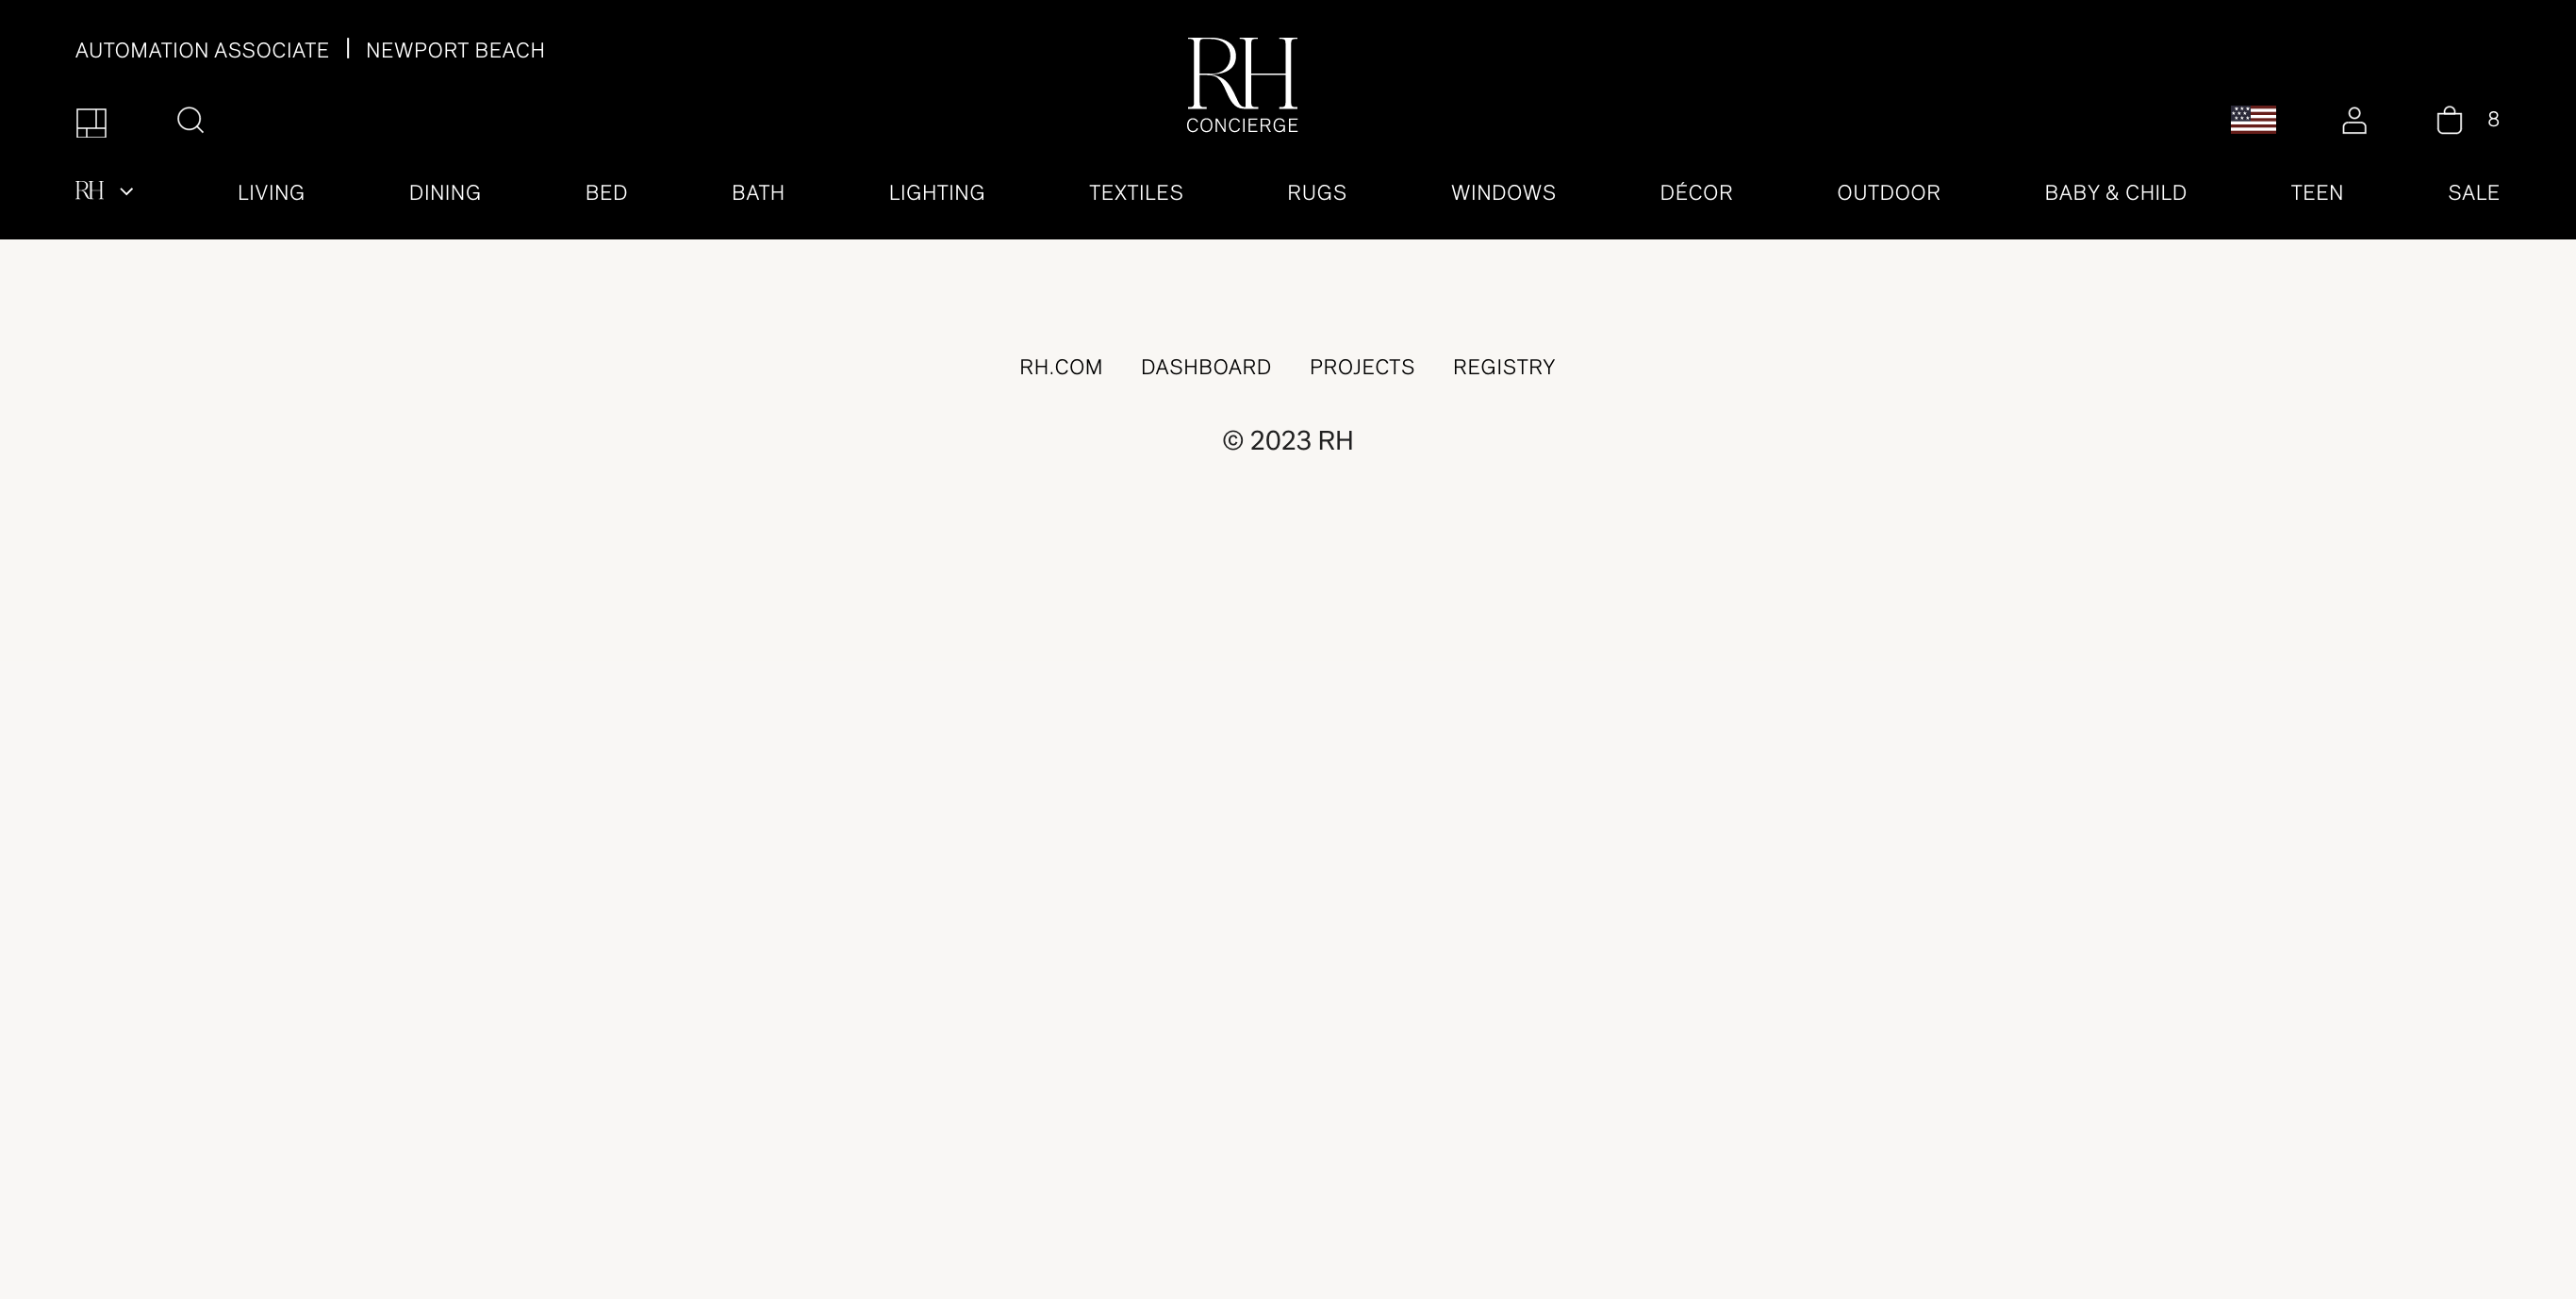 AUTOMATION ASSOCIATE | NEWPORT BEACH
RH
CONCIERGE
8
RH LIVING DINING BED BATH LIGHTING TEXTILES RUGS WINDOWS DÉCOR OUTDOOR BABY & CHILD TEEN SALE
RH.COM DASHBOARD PROJECTS REGISTRY
© 2023 RH